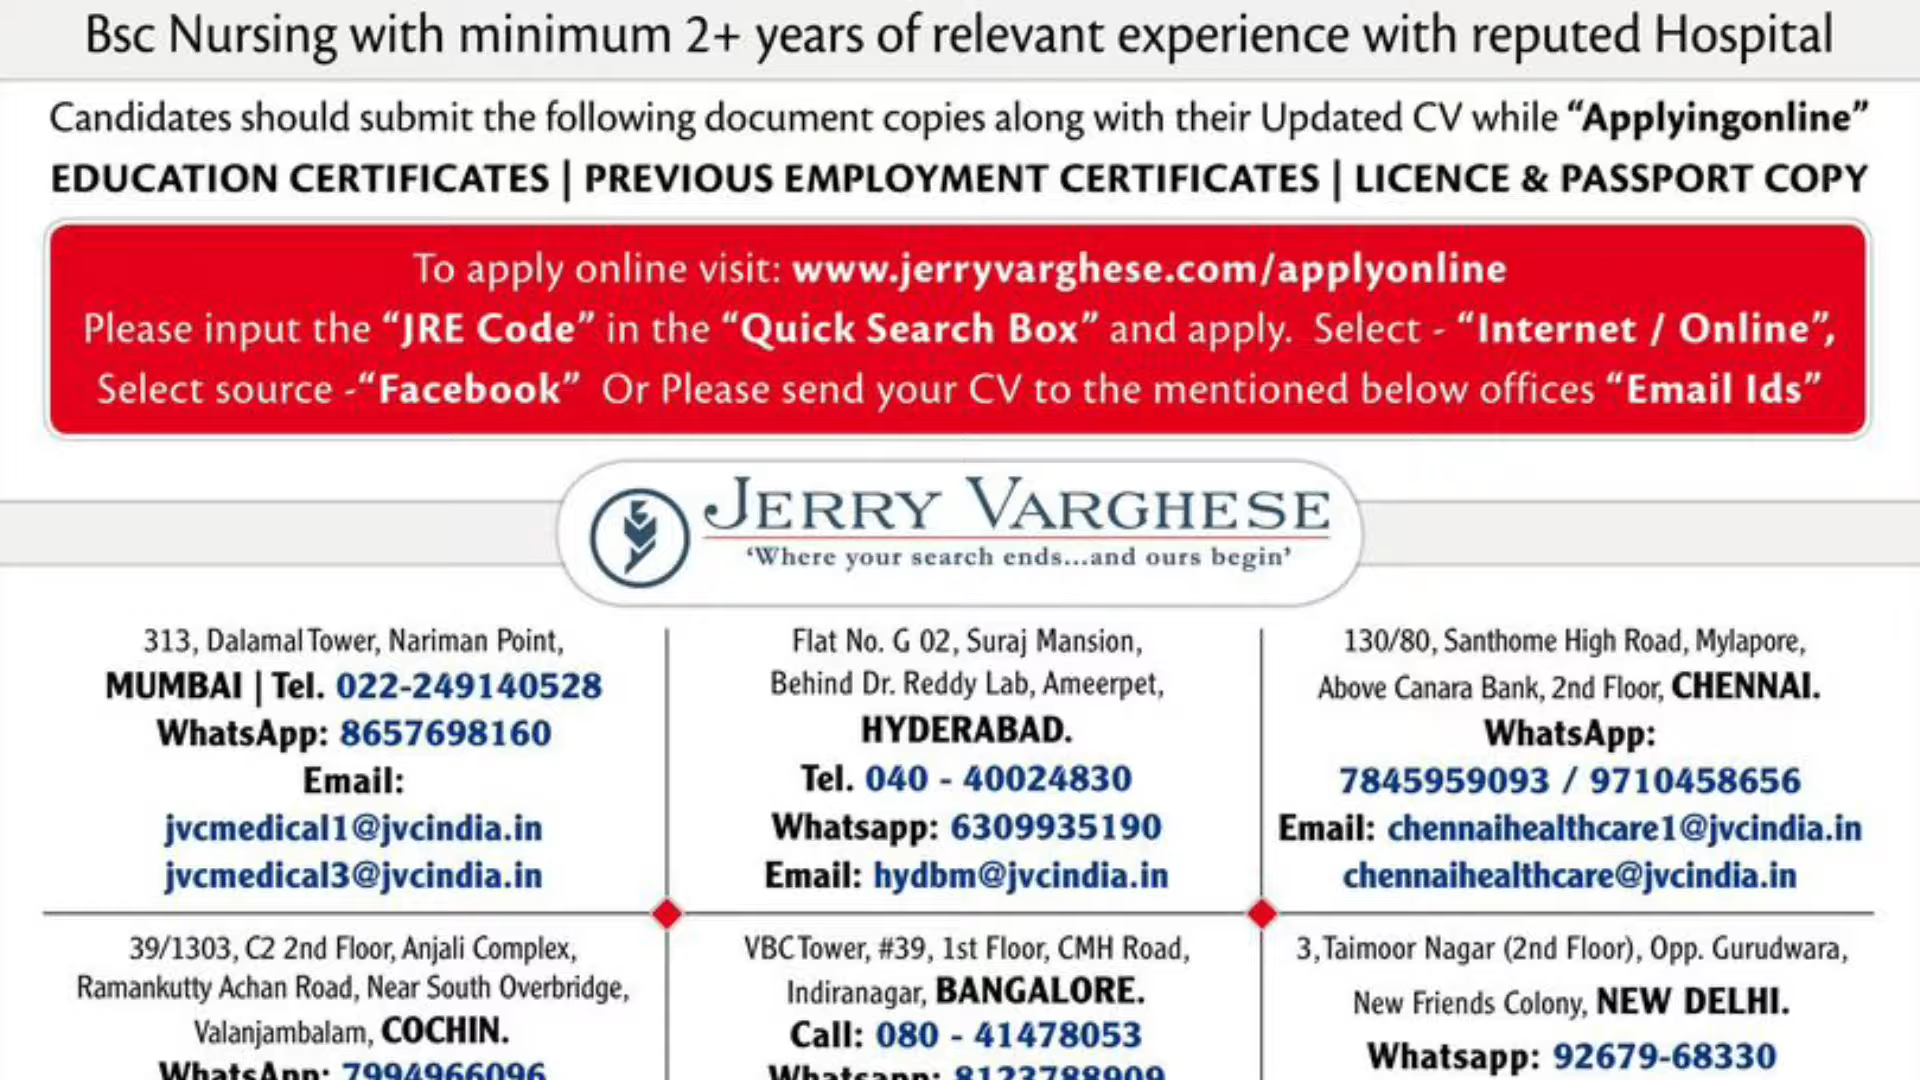 Bsc Nursing with minimum 2+ years of relevant experience with reputed Hospital
Candidates should submit the following document copies along with their Updated CV while “Applyingonline”
EDUCATION CERTIFICATES | PREVIOUS EMPLOYMENT CERTIFICATES | LICENCE & PASSPORT COPY
To apply online visit: www.jerryvarghese.com/applyonline
Please input the “JRE Code” in the “Quick Search Box” and apply. Select - “Internet / Online”,
Select source -“Facebook” Or Please send your CV to the mentioned below offices “Email Ids”
JERRY VARGHESE
‘Where your search ends...and ours begin’
313, Dalamal Tower, Nariman Point,
MUMBAI | Tel. 022-249140528
WhatsApp: 8657698160
Email:
jvcmedical1@jvcindia.in
jvcmedical3@jvcindia.in
Flat No. G 02, Suraj Mansion,
Behind Dr. Reddy Lab, Ameerpet,
HYDERABAD.
Tel. 040 - 40024830
Whatsapp: 6309935190
Email: hydbm@jvcindia.in
130/80, Santhome High Road, Mylapore,
Above Canara Bank, 2nd Floor, CHENNAI.
WhatsApp:
7845959093 / 9710458656
Email: chennaihealthcare1@jvcindia.in
chennaihealthcare@jvcindia.in
39/1303, C2 2nd Floor, Anjali Complex,
Ramankutty Achan Road, Near South Overbridge,
Valanjambalam, COCHIN.
WhatsApp: 7994966096
VBC Tower, #39, 1st Floor, CMH Road,
Indiranagar, BANGALORE.
Call: 080 - 41478053
Whatsapp: 8123788909
3,Taimoor Nagar (2nd Floor), Opp. Gurudwara,
New Friends Colony, NEW DELHI.
Whatsapp: 92679-68330